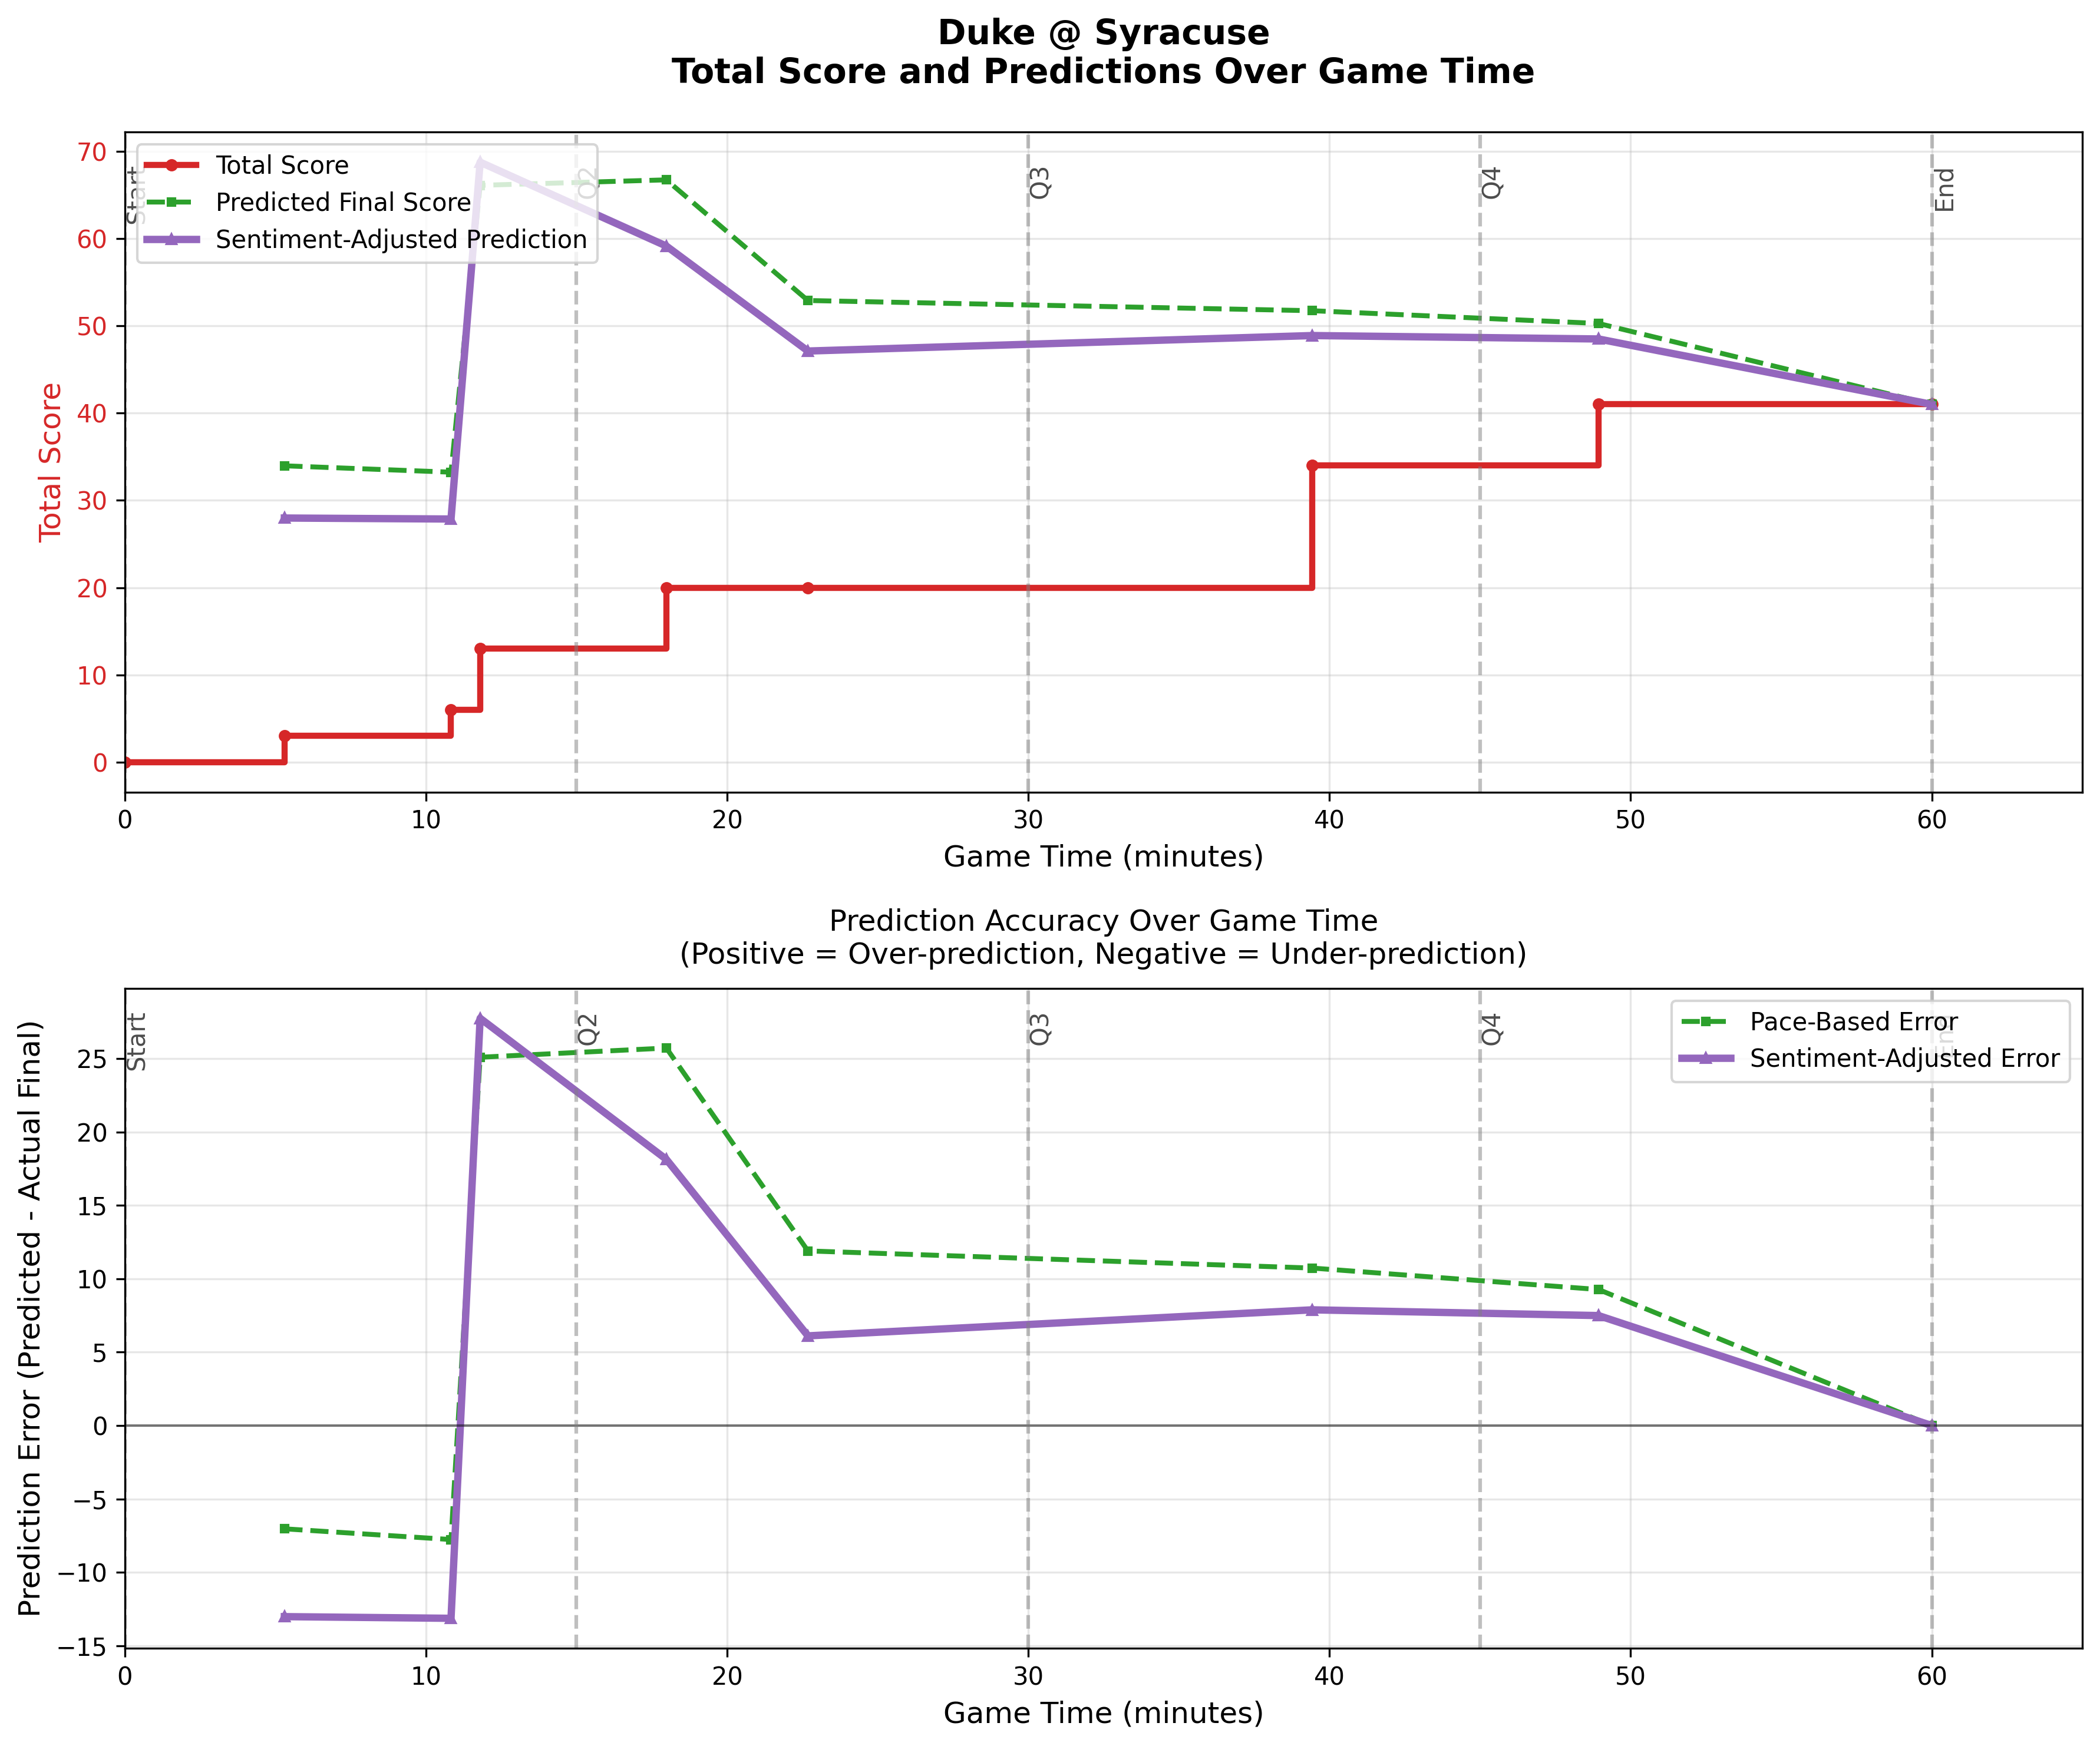 Duke @ Syracuse
Total Score and Predictions Over Game Time
Total Score
70
60
50
40
30
20
10
0
Start
Q2
Q3
Q4
End
Total Score
Predicted Final Score
Sentiment-Adjusted Prediction
0
10
20
30
40
50
60
Game Time (minutes)
Prediction Accuracy Over Game Time
(Positive = Over-prediction, Negative = Under-prediction)
Prediction Error (Predicted - Actual Final)
25
20
15
10
5
0
−5
−10
−15
Start
Q2
Q3
Q4
Pace-Based Error
Sentiment-Adjusted Error
0
10
20
30
40
50
60
Game Time (minutes)